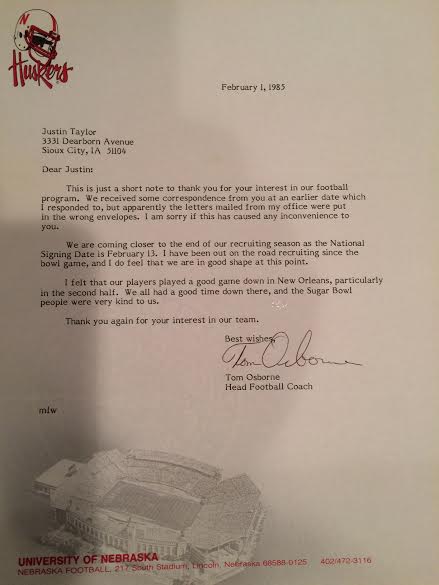 N
Huskers
February 1, 1985
Justin Taylor
3331 Dearborn Avenue
Sioux City, IA 51104
Dear Justin:
This is just a short note to thank you for your interest in our football
program. We received some correspondence from you at an earlier date which
I responded to, but apparently the letters mailed from my office were put
in the wrong envelopes. I am sorry if this has caused any inconvenience to
you.
We are coming closer to the end of our recruiting season as the National
Signing Date is February 13. I have been out on the road recruiting since the
bowl game, and I do feel that we are in good shape at this point.
I felt that our players played a good game down in New Orleans, particularly
in the second half. We all had a good time down there, and the Sugar Bowl
people were very kind to us.
Thank you again for your interest in our team.
Best wishes,
Tom Osborne
Tom Osborne
Head Football Coach
mlw
UNIVERSITY OF NEBRASKA
NEBRASKA FOOTBALL, 217 South Stadium, Lincoln, Nebraska 68588-0125 402/472-3116